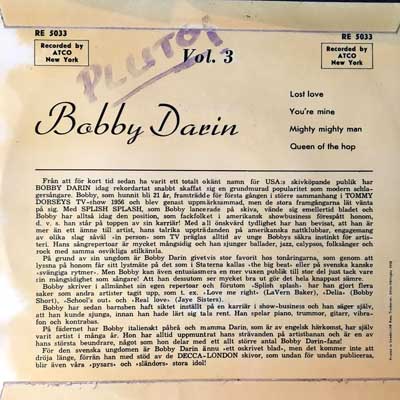 RE 5033
Recorded by
ATCO
New York
PLUTO!
Vol. 3
RE 5033
Recorded by
ATCO
New York
Bobby Darin
Lost love
You're mine
Mighty mighty man
Queen of the hop
Från att för kort tid sedan ha varit ett totalt okänt namn för USA:s skivköpande publik har
BOBBY DARIN idag rekordartat snabbt skaffat sig en grundmurad popularitet som modern schla-
gersångare. Bobby, som hunnit bli 21 år, framträdde för första gången i större sammanhang i TOMMY
DORSEYS TV-show 1956 och blev genast uppmärksammad, men de stora framgångarna lät vänta
på sig. Med SPLISH SPLASH, som Bobby lancerade på skiva, vände sig emellertid bladet och
Bobby har alltså idag den position, som fackfolket i amerikansk showbusiness förespått honom,
d. v. s. han står på toppen av sin karriär! Med all önskvärd tydlighet har han bevisat, att han är
mer än ett ämne till artist, hans talrika uppträdanden på amerikanska nattklubbar, engagemang
av olika slag såväl -in person- som TV präglas alltid av unge Bobbys säkra instinkt för artis-
teri. Hans sångrepertoar är mycket mångsidig och han sjunger ballader, jazz, calypsos, folksånger och
rock med samma oveklliga stilkänsla.
På grund av sin ungdom är Bobby Darin givetvis stor favorit hos tonåringarna, som genom att
lyssna på honom får sitt lystmäte på det som i Staterna kallas -the big beat- eller på svenska kanske
-svängiga rytmer-. Men Bobby kan även entusiasmera en mer vuxen publik till stor del just tack vare
sin mångsidighet som sångare! Att han dessutom ser mycket bra ut gör det hela knappast sämre.
Bobby skriver i allmänhet sin egen repertoar och förutom -Splish splash- har han gjort flera
saker som andra artister tagit upp, som t. ex. «Love me right» (LaVern Baker), «Delia» (Bobby
Short), «School's out» och «Real love» (Jaye Sisters).
Bobby har sedan barnsben haft siktet inställt på en karriär i show-business och han säger själv,
att han kunde sjunga, innan han hade lärt sig tala rent. Han spelar piano, trummor, gitarr, vibra-
fon och kontrabas.
På fädernet har Bobby italienskt påbrå och mamma Darin, som är av engelsk härkomst, har själv
varit artist i många år. Hon har alltid uppmuntrat hans strävanden på artistbanan och är en av
hans största beundrare, något som hon delar med ett allt större antal Bobby Darin-fans!
För den svenska ungdomen är Bobby Darin ännu «ett oskrivet blad», men det kommer inte att
dröja länge, förrän han med stöd av de DECCA-LONDON skivor, som undan för undan publiceras,
blir även våra «pysars» och «sländors» stora idol!